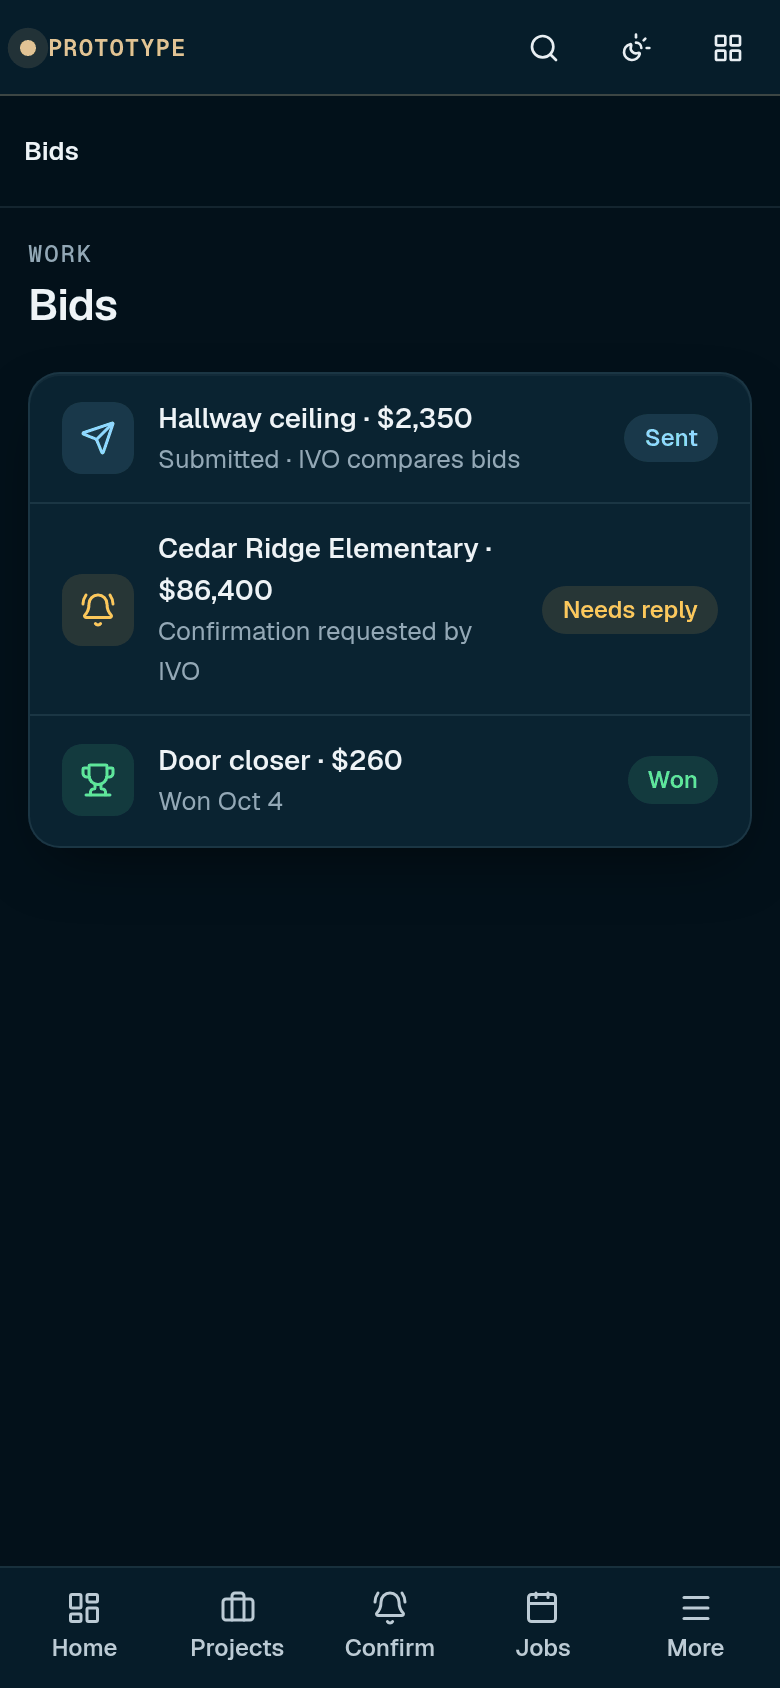 PROTOTYPE
Bids
WORK
Bids
Hallway ceiling · $2,350
Submitted · IVO compares bids
Sent
Cedar Ridge Elementary ·
$86,400
Confirmation requested by
IVO
Needs reply
Door closer · $260
Won Oct 4
Won
Home
Projects
Confirm
Jobs
More